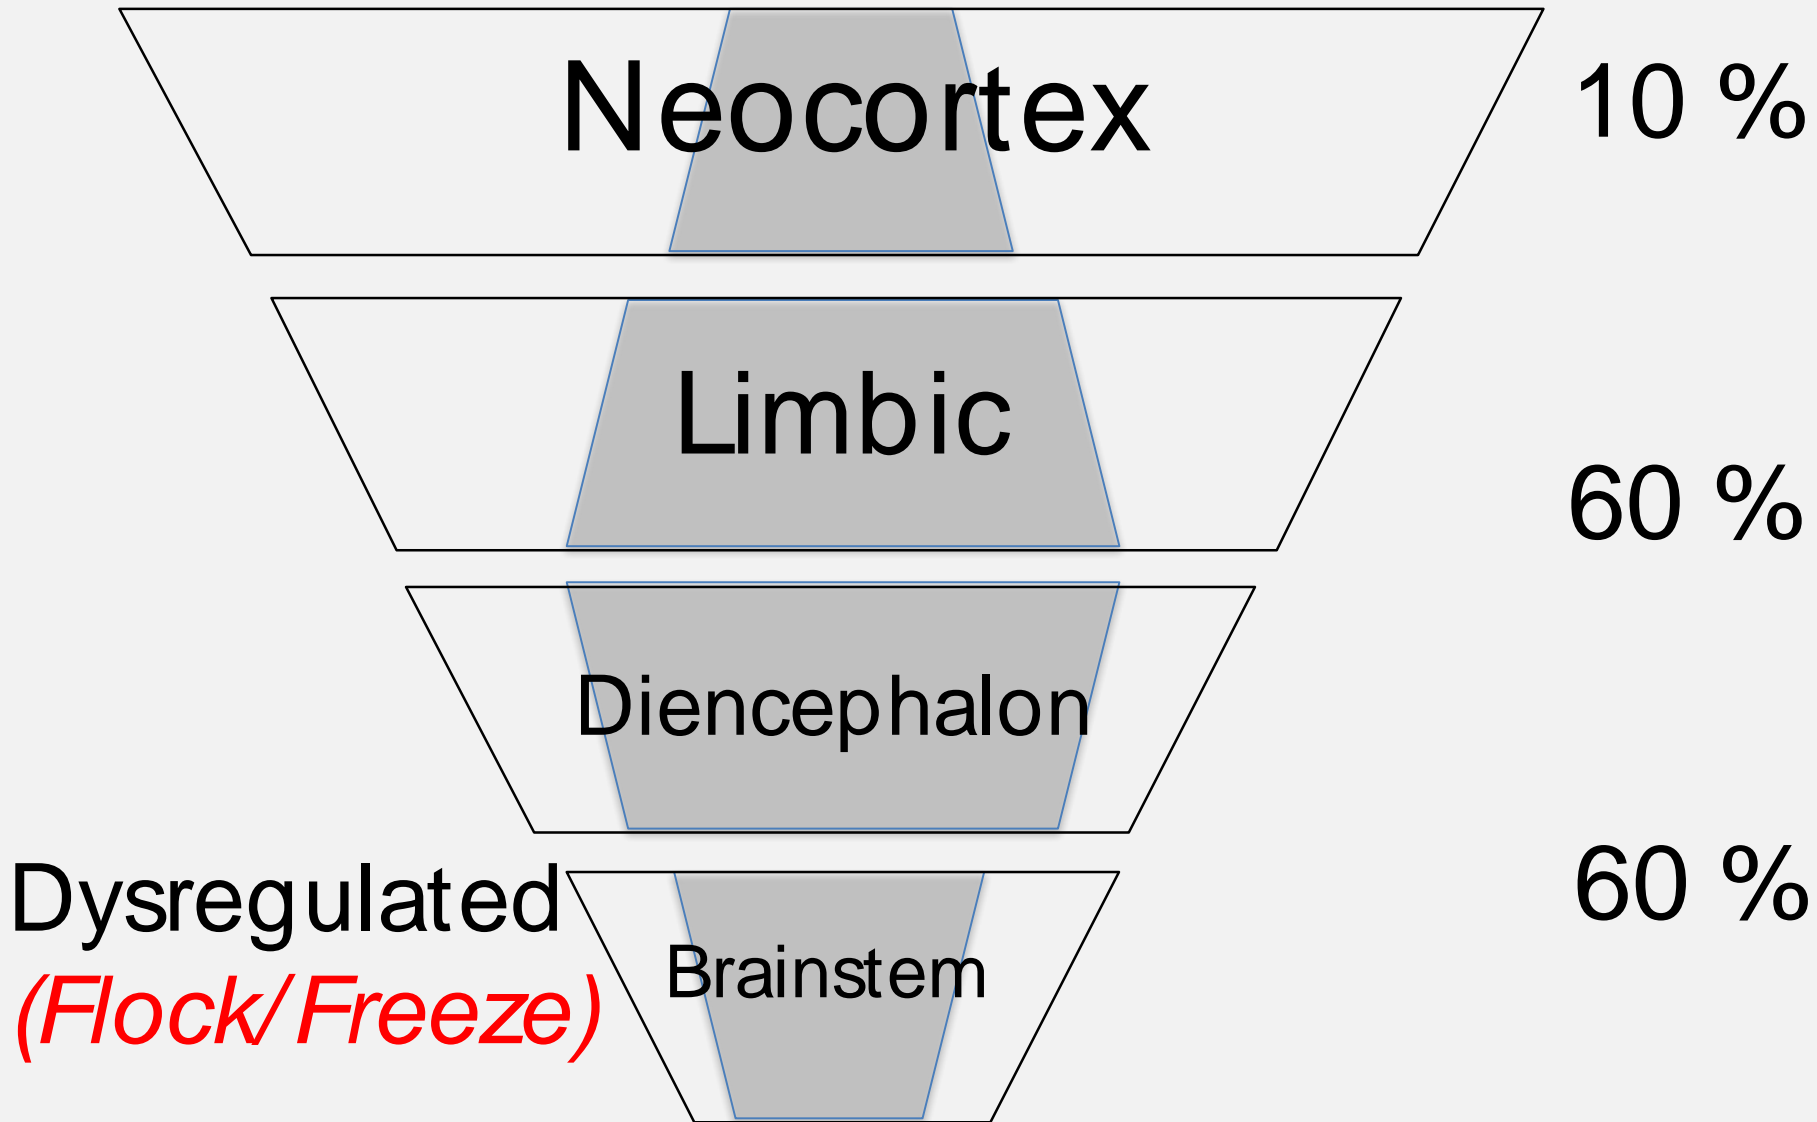 Neocortex
10 %
Limbic
60 %
Diencephalon
Dysregulated
(Flock/Freeze)
Brainstem
60 %